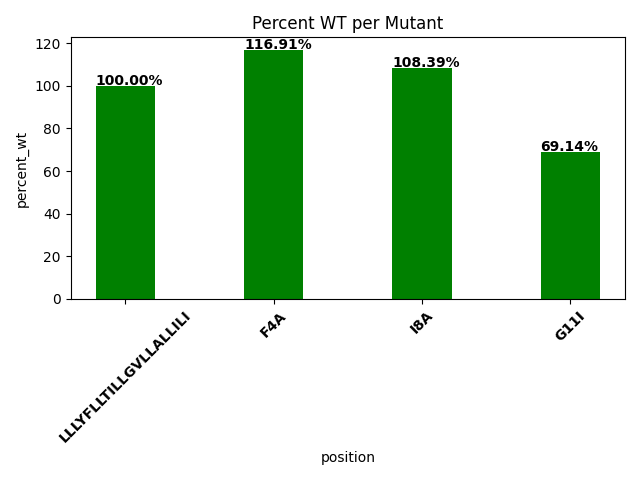 Percent WT per Mutant
120
100
80
60
40
20
0
percent_wt
100.00%
116.91%
108.39%
69.14%
LLLYFLLTILLGVLLALLILI
F4A
I8A
G11I
position